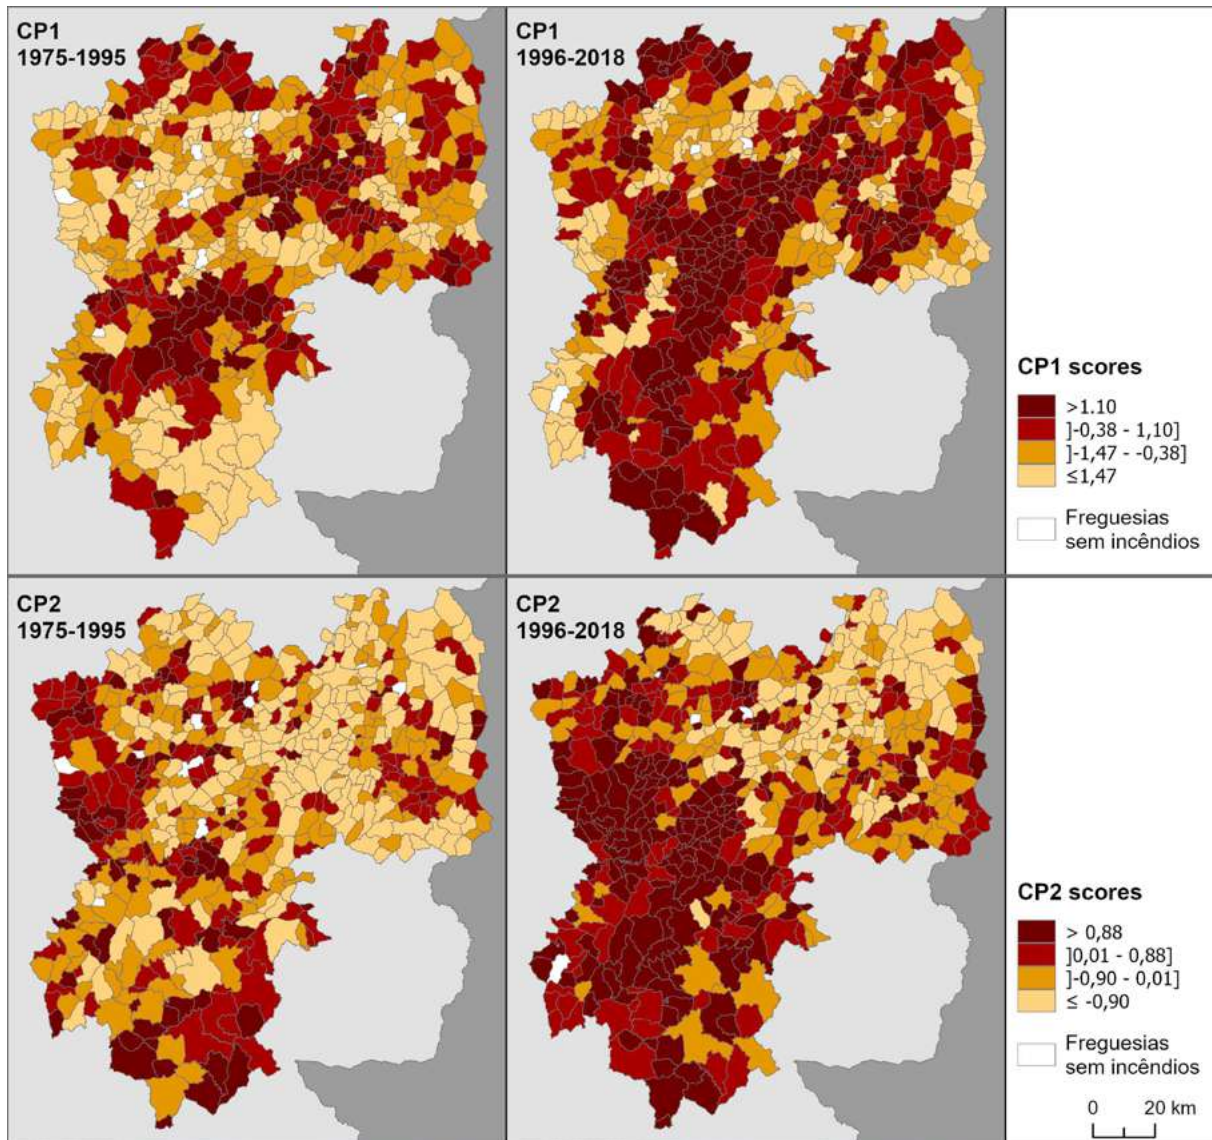 CP1
1975-1995
CP1
1996-2018
CP1 scores
>1.10
]-0,38 - 1,10]
]-1,47 - -0,38]
≤1,47
Freguesias
sem incêndios
CP2
1975-1995
CP2
1996-2018
CP2 scores
> 0,88
]0,01 - 0,88]
]-0,90 - 0,01]
≤ -0,90
Freguesias
sem incêndios
0 20 km